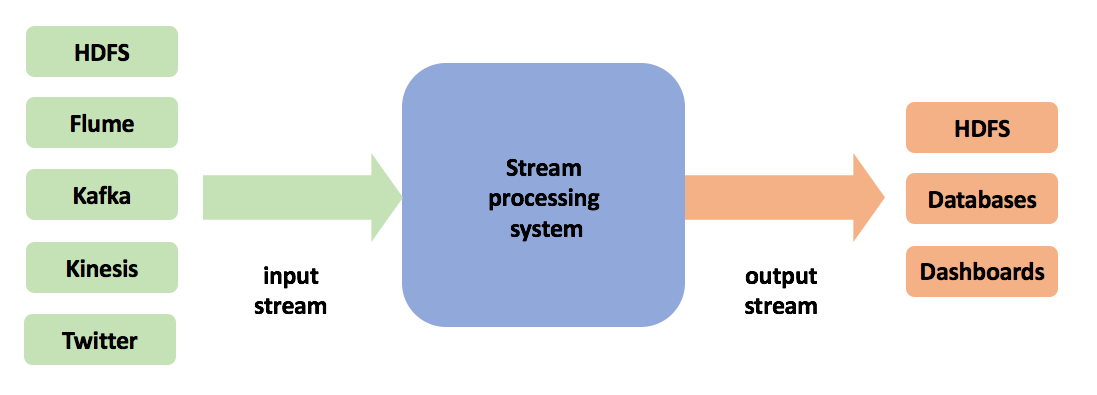 HDFS
Flume
Kafka
Kinesis
Twitter
input
stream
Stream
processing
system
output
stream
HDFS
Databases
Dashboards